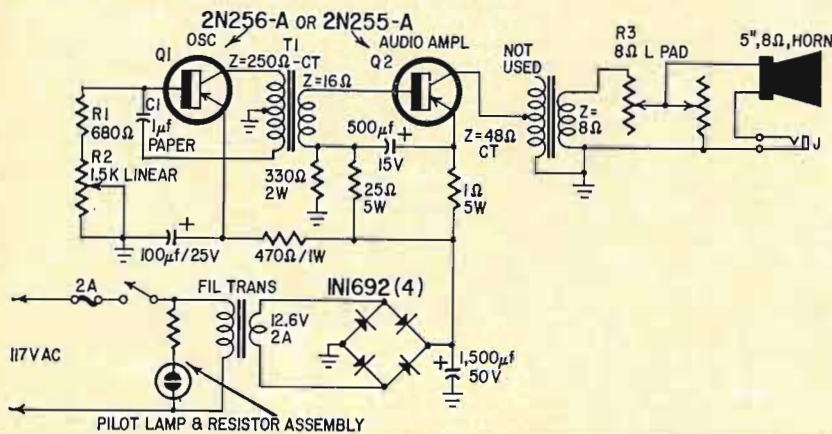 2N256-A OR 2N255-A
Q1
OSC
T1
Z=250Ω-CT
AUDIO AMPL
Q2
NOT
USED
R3
8Ω L PAD
5",8Ω,HORN
Z=16Ω
R1
680Ω
C1
1μf
PAPER
R2
1.5K LINEAR
500μf
+
15V
Z=48Ω
CT
Z=
8Ω
J
330Ω
2W
25Ω
5W
1Ω
5W
+
100μf/25V
470Ω/1W
2A
FIL TRANS
1N1692(4)
12.6V
2A
117V AC
+
1,500μf
50V
PILOT LAMP & RESISTOR ASSEMBLY